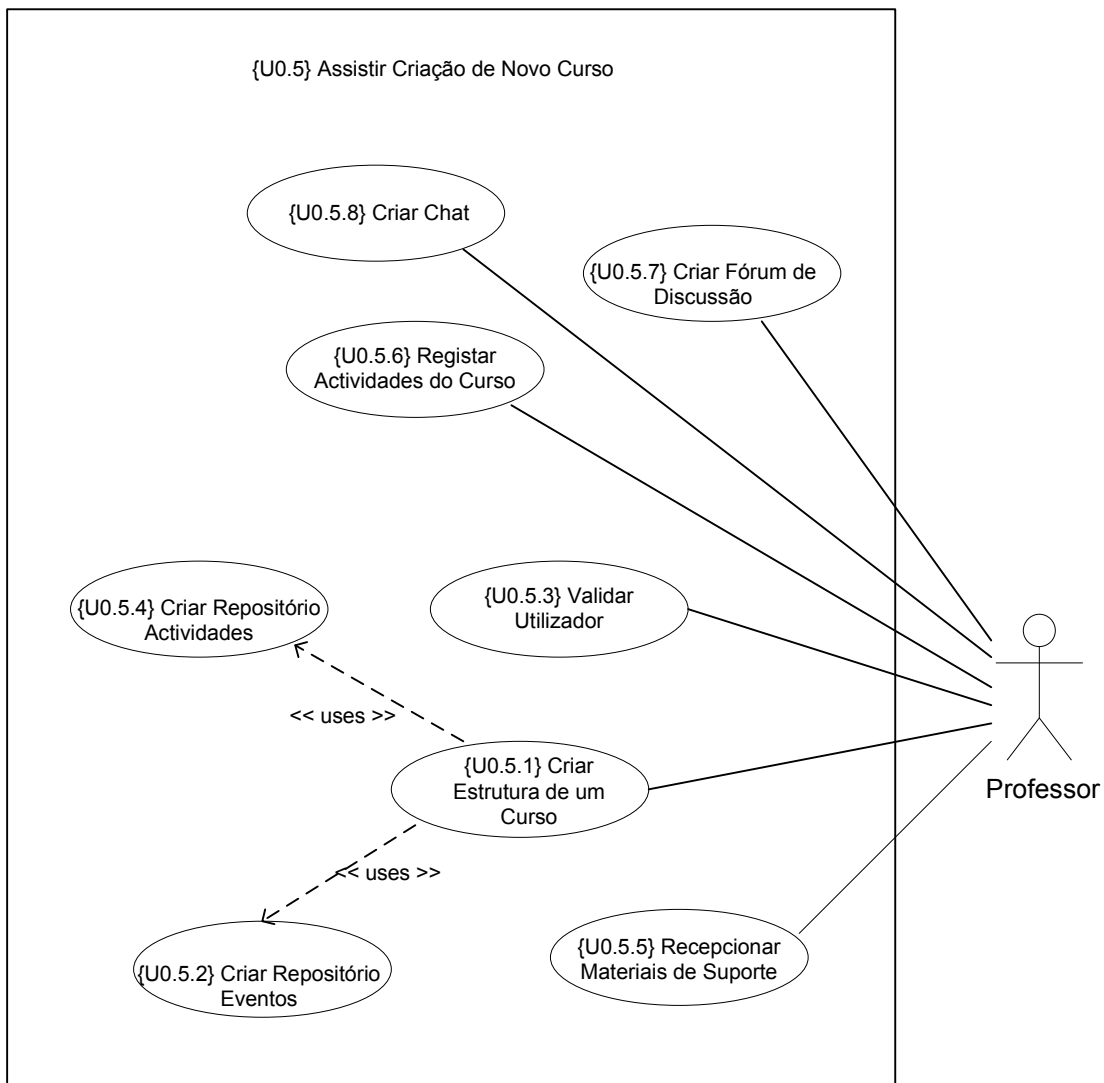 {U0.5} Assistir Criação de Novo Curso
{U0.5.8} Criar Chat
{U0.5.7} Criar Fórum de
Discussão
{U0.5.6} Registar
Actividades do Curso
{U0.5.4} Criar Repositório
Actividades
{U0.5.3} Validar
Utilizador
<< uses >>
{U0.5.1} Criar
Estrutura de um
Curso
Professor
<< uses >>
{U0.5.5} Recepcionar
Materiais de Suporte
{U0.5.2} Criar Repositório
Eventos